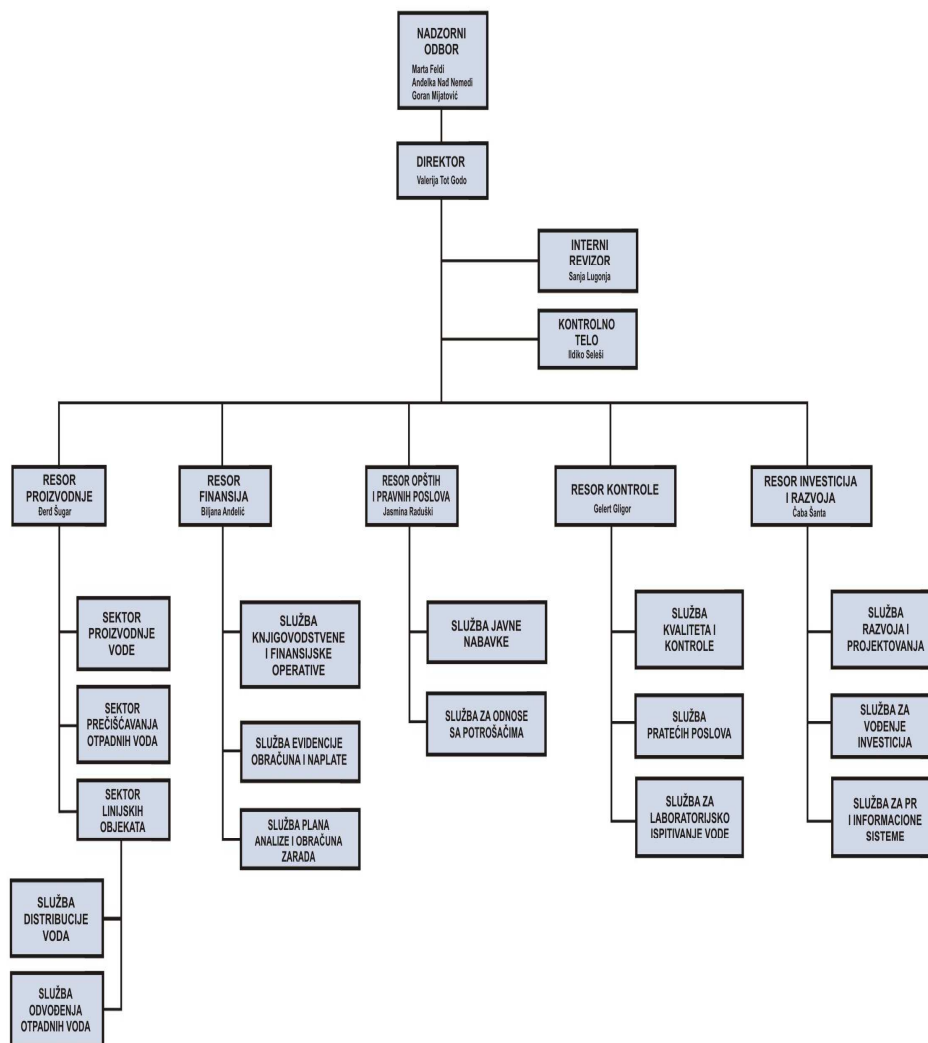 NADZORNI
ODBOR
Marta Feldi
Anđelka Nađ Nemedi
Goran Mijatović
DIREKTOR
Valerija Tot Godo
INTERNI
REVIZOR
Sanja Lugonja
KONTROLNO
TELO
Ildiko Seleši
RESOR
PROIZVODNJE
Đerđ Šugar
RESOR
FINANSIJA
Biljana Anđelić
RESOR OPŠTIH
I PRAVNIH POSLOVA
Jasmina Raduški
RESOR KONTROLE
Gelert Gligor
RESOR INVESTICIJA
I RAZVOJA
Čaba Šanta
SEKTOR
PROIZVODNJE
VODE
SEKTOR
PREČIŠĆAVANJA
OTPADNIH VODA
SEKTOR
LINIJSKIH
OBJEKATA
SLUŽBA
DISTRIBUCIJE
VODA
SLUŽBA
ODVOĐENJA
OTPADNIH VODA
SLUŽBA
KNJIGOVODSTVENE
I FINANSIJSKE
OPERATIVE
SLUŽBA EVIDENCIJE
OBRAČUNA I NAPLATE
SLUŽBA PLANA
ANALIZE I OBRAČUNA
ZARADA
SLUŽBA JAVNE
NABAVKE
SLUŽBA ZA ODNOSE
SA POTROŠAČIMA
SLUŽBA
KVALITETA I
KONTROLE
SLUŽBA
PRATEĆIH POSLOVA
SLUŽBA ZA
LABORATORIJSKO
ISPITIVANJE VODE
SLUŽBA
RAZVOJA I
PROJEKTOVANJA
SLUŽBA ZA
VOĐENJE
INVESTICIJA
SLUŽBA ZA PR
I INFORMACIONE
SISTEME